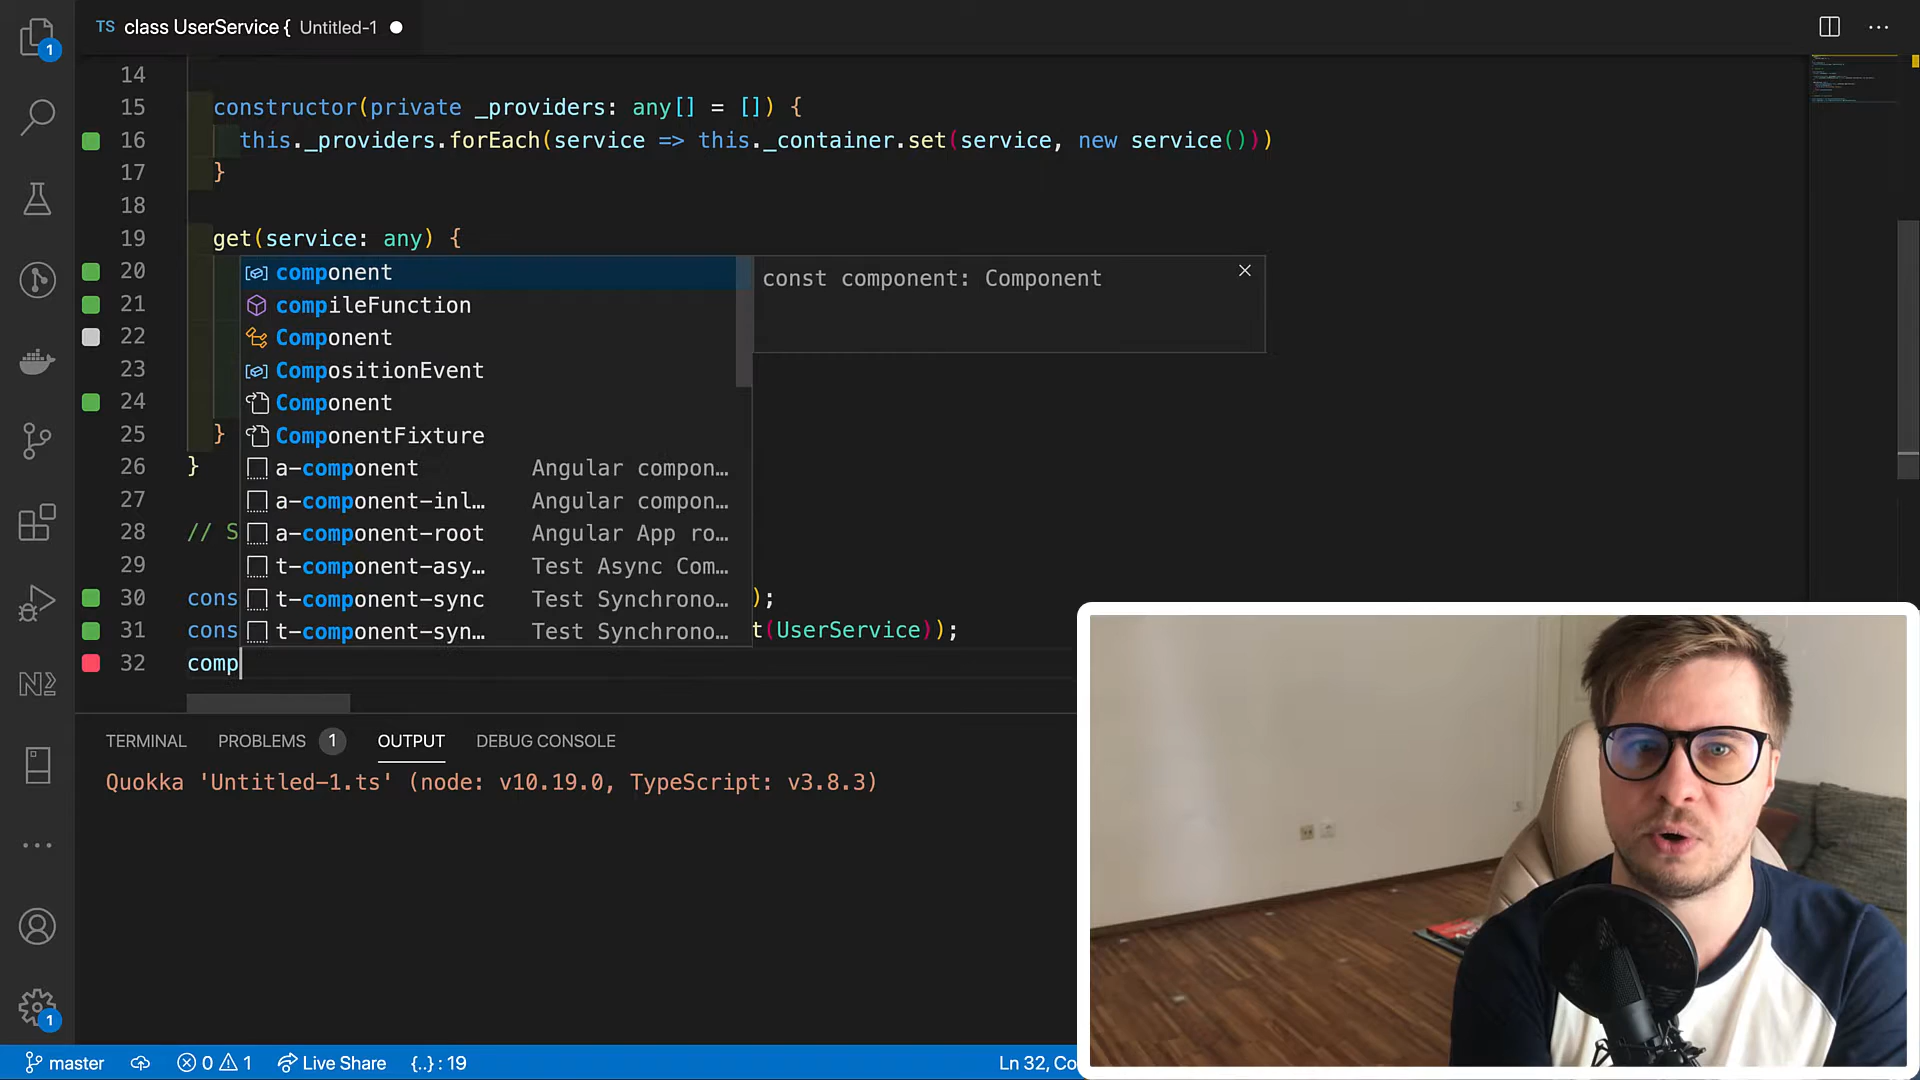 1
TS class UserService { Untitled-1
14
15 constructor(private _providers: any[] = []) {
16 this._providers.forEach(service => this._container.set(service, new service()))
17 }
18
19 get(service: any) {
20 component const component: Component
21 compileFunction
22 Component
23 CompositionEvent
24 Component
25 } ComponentFixture
26 } a-component Angular compon…
27 a-component-inl… Angular compon…
28 // S a-component-root Angular App ro…
29 t-component-asy… Test Async Com…
30 cons t-component-sync Test Synchrono… );
31 cons t-component-syn… Test Synchrono… t(UserService));
32 comp
TERMINAL PROBLEMS 1 OUTPUT DEBUG CONSOLE
Quokka 'Untitled-1.ts' (node: v10.19.0, TypeScript: v3.8.3)
1
master 0 1 Live Share {..} : 19 Ln 32, Co